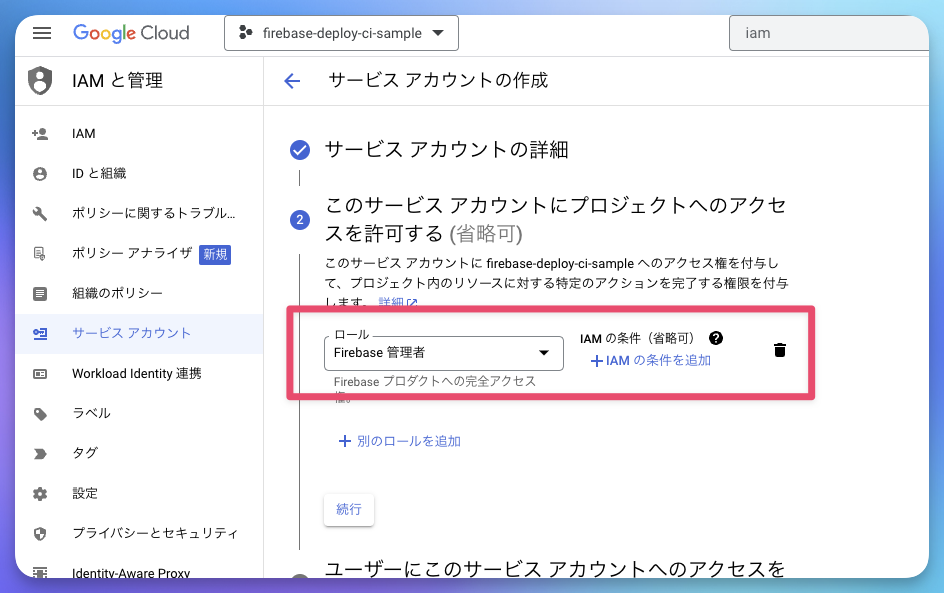 Google Cloud
firebase-deploy-ci-sample
iam
IAM と管理
サービス アカウントの作成
IAM
ID と組織
ポリシーに関するトラブル...
ポリシー アナライザ 新規
組織のポリシー
サービス アカウント
Workload Identity 連携
ラベル
タグ
設定
プライバシーとセキュリティ
Identity-Aware Proxy
サービス アカウントの詳細
2
このサービス アカウントにプロジェクトへのアクセ
スを許可する (省略可)
このサービス アカウントに firebase-deploy-ci-sample へのアクセス権を付与し
て、プロジェクト内のリソースに対する特定のアクションを完了する権限を付与
します。 詳細
ロール
Firebase 管理者
IAM の条件（省略可）
IAM の条件を追加
Firebase プロダクトへの完全アクセス
権。
別のロールを追加
続行
ユーザーにこのサービス アカウントへのアクセスを